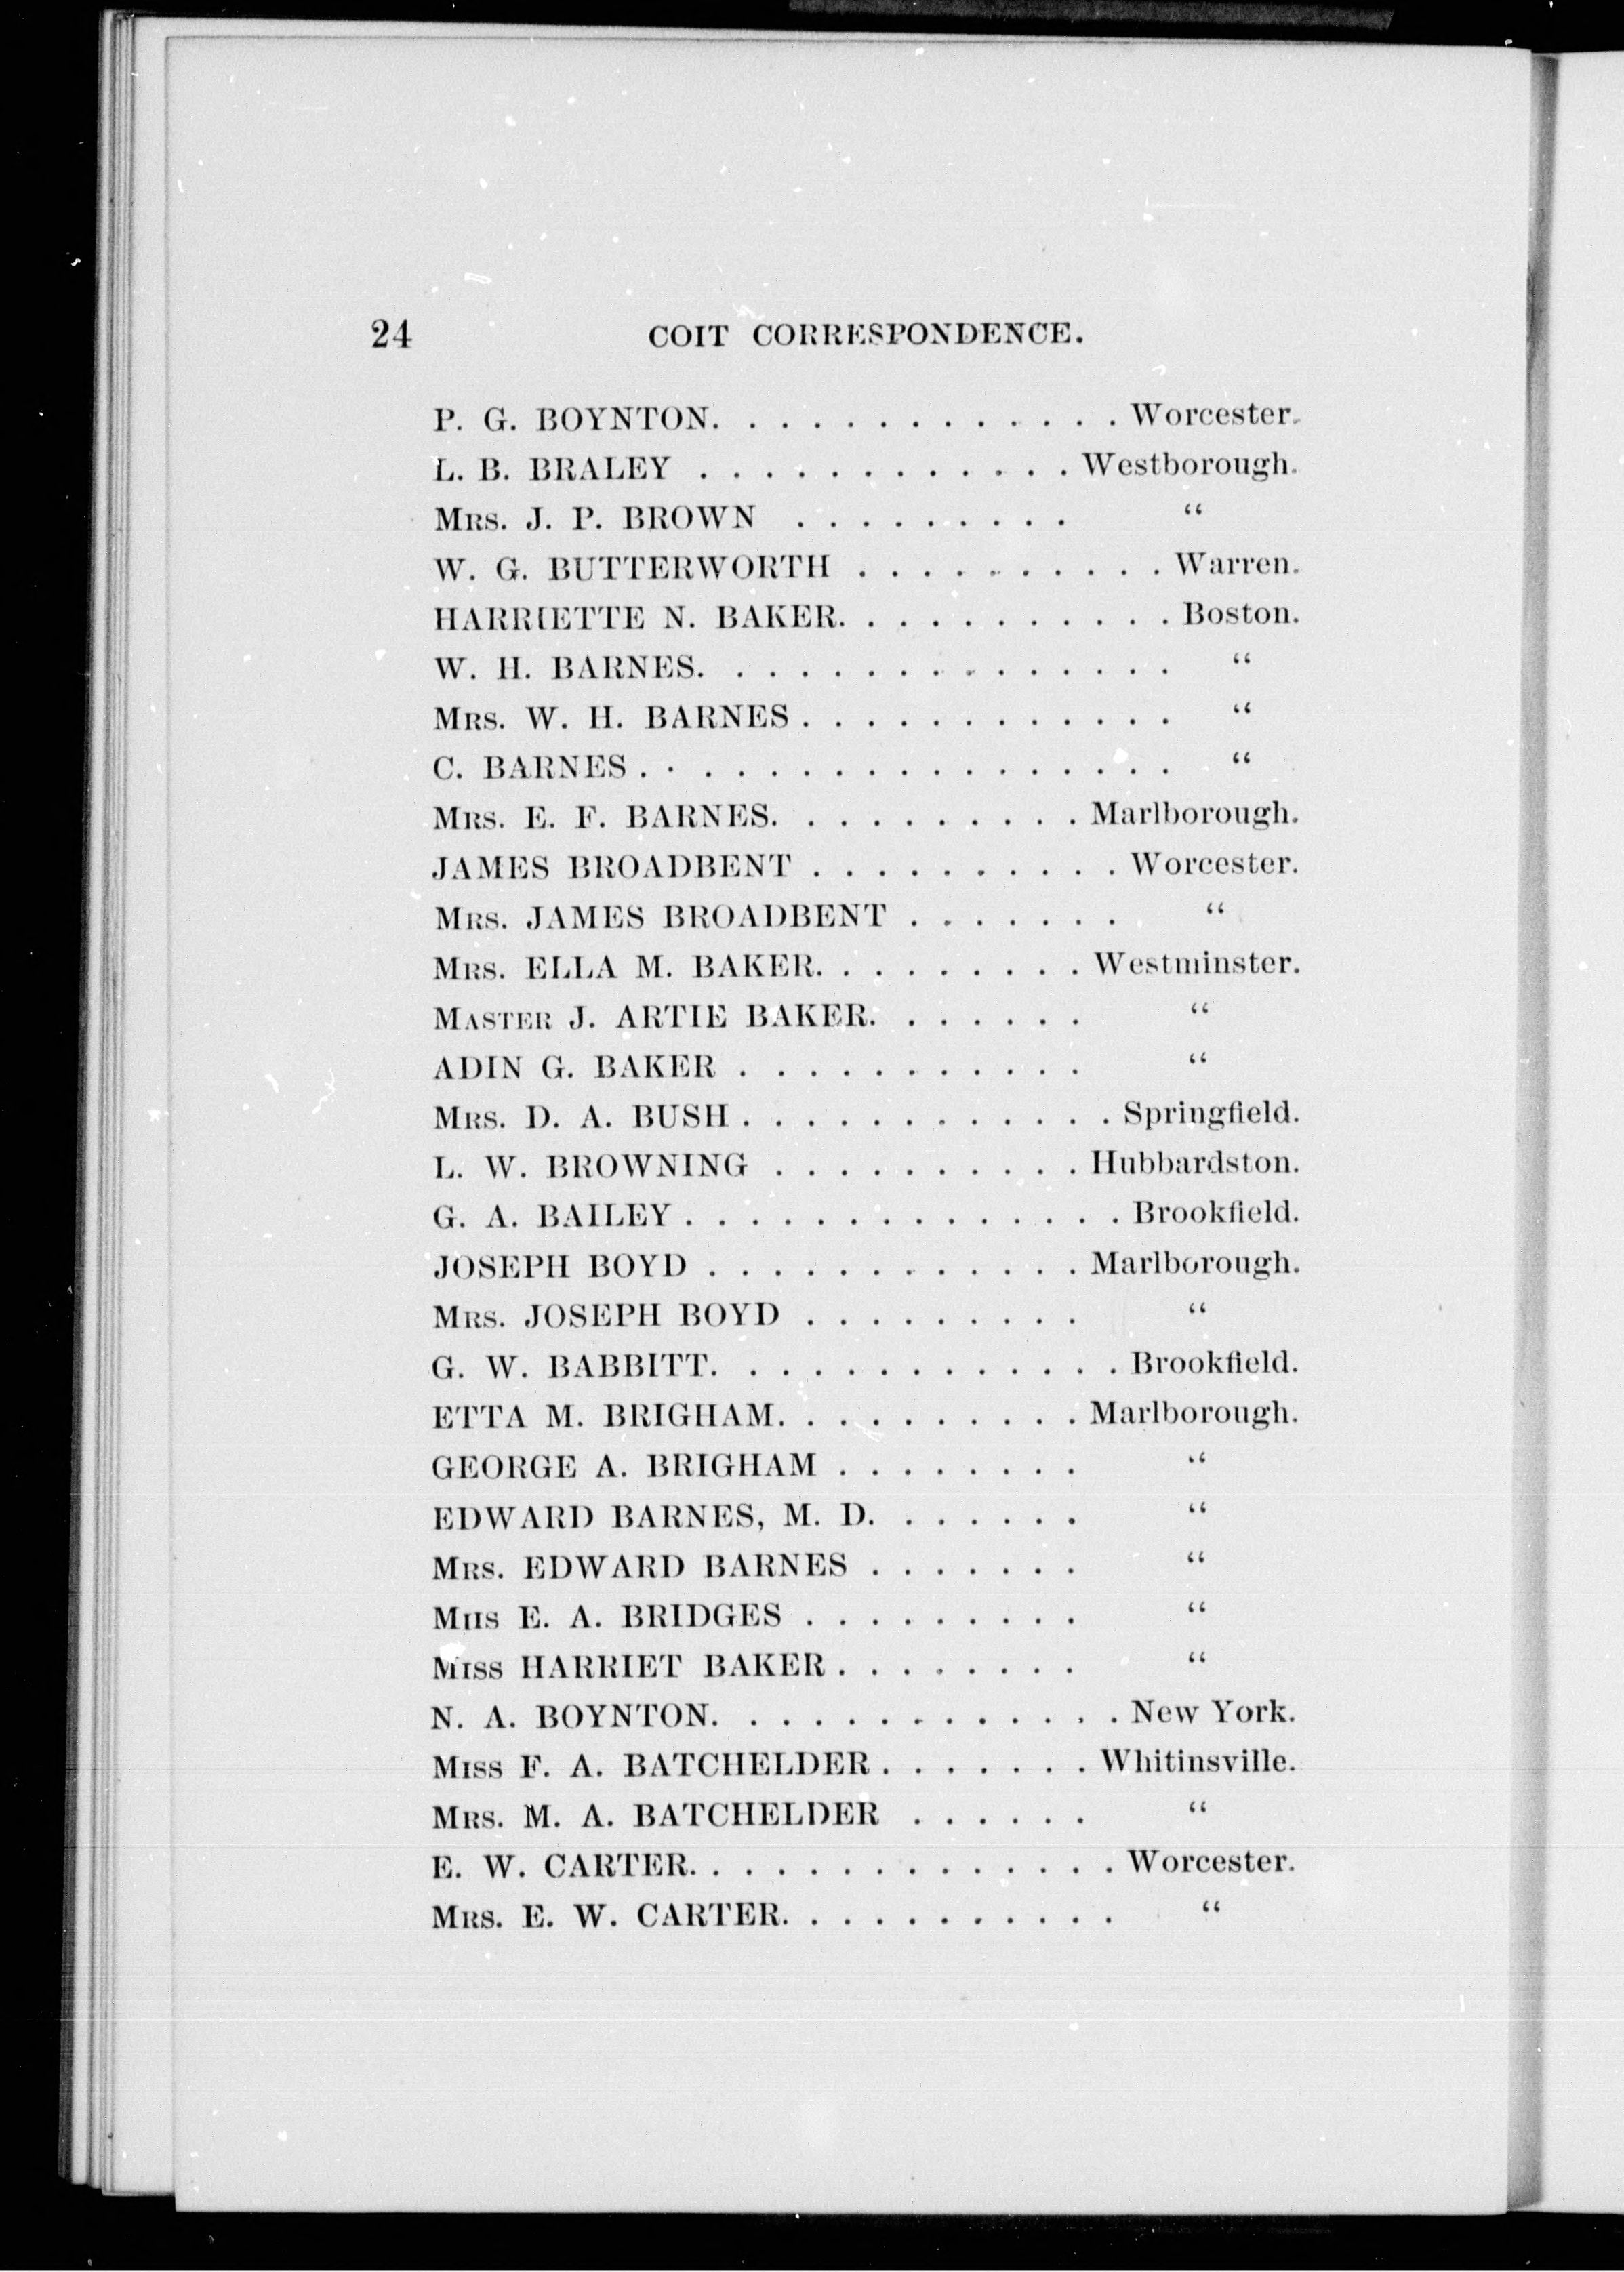 24 COIT CORRESPONDENCE.
P. G. BOYNTON. . . . . . . . . . . . . . Worcester.
L. B. BRALEY . . . . . . . . . . . . Westborough.
MRS. J. P. BROWN . . . . . . . . . “
W. G. BUTTERWORTH . . . . . . . . . . Warren.
HARRIETTE N. BAKER. . . . . . . . . . . Boston.
W. H. BARNES. . . . . . . . . . . . . . . “
MRS. W. H. BARNES . . . . . . . . . . . . “
C. BARNES . . . . . . . . . . . . . . . . . “
MRS. E. F. BARNES. . . . . . . . . . Marlborough.
JAMES BROADBENT . . . . . . . . . . Worcester.
MRS. JAMES BROADBENT . . . . . . . “
MRS. ELLA M. BAKER. . . . . . . . . Westminster.
MASTER J. ARTIE BAKER. . . . . . . “
ADIN G. BAKER . . . . . . . . . . . “
MRS. D. A. BUSH . . . . . . . . . . . . Springfield.
L. W. BROWNING . . . . . . . . . . Hubbardston.
G. A. BAILEY . . . . . . . . . . . . . . Brookfield.
JOSEPH BOYD . . . . . . . . . . . . Marlborough.
MRS. JOSEPH BOYD . . . . . . . . . “
G. W. BABBITT. . . . . . . . . . . . . Brookfield.
ETTA M. BRIGHAM. . . . . . . . . . Marlborough.
GEORGE A. BRIGHAM . . . . . . . . “
EDWARD BARNES, M. D. . . . . . . “
MRS. EDWARD BARNES . . . . . . . “
MIIS E. A. BRIDGES . . . . . . . . . “
MISS HARRIET BAKER . . . . . . . . “
N. A. BOYNTON. . . . . . . . . . . . . New York.
MISS F. A. BATCHELDER . . . . . . . Whitinsville.
MRS. M. A. BATCHELDER . . . . . . “
E. W. CARTER. . . . . . . . . . . . . . Worcester.
MRS. E. W. CARTER. . . . . . . . . . . “